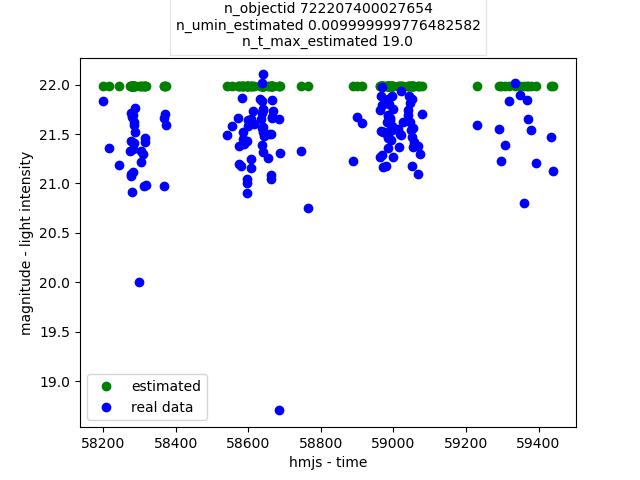 n_objectid 722207400027654
n_umin_estimated 0.009999999776482582
n_t_max_estimated 19.0
22.0
21.5
21.0
20.5
20.0
19.5
19.0
magnitude - light intensity
estimated
real data
58200 58400 58600 58800 59000 59200 59400
hmjs - time